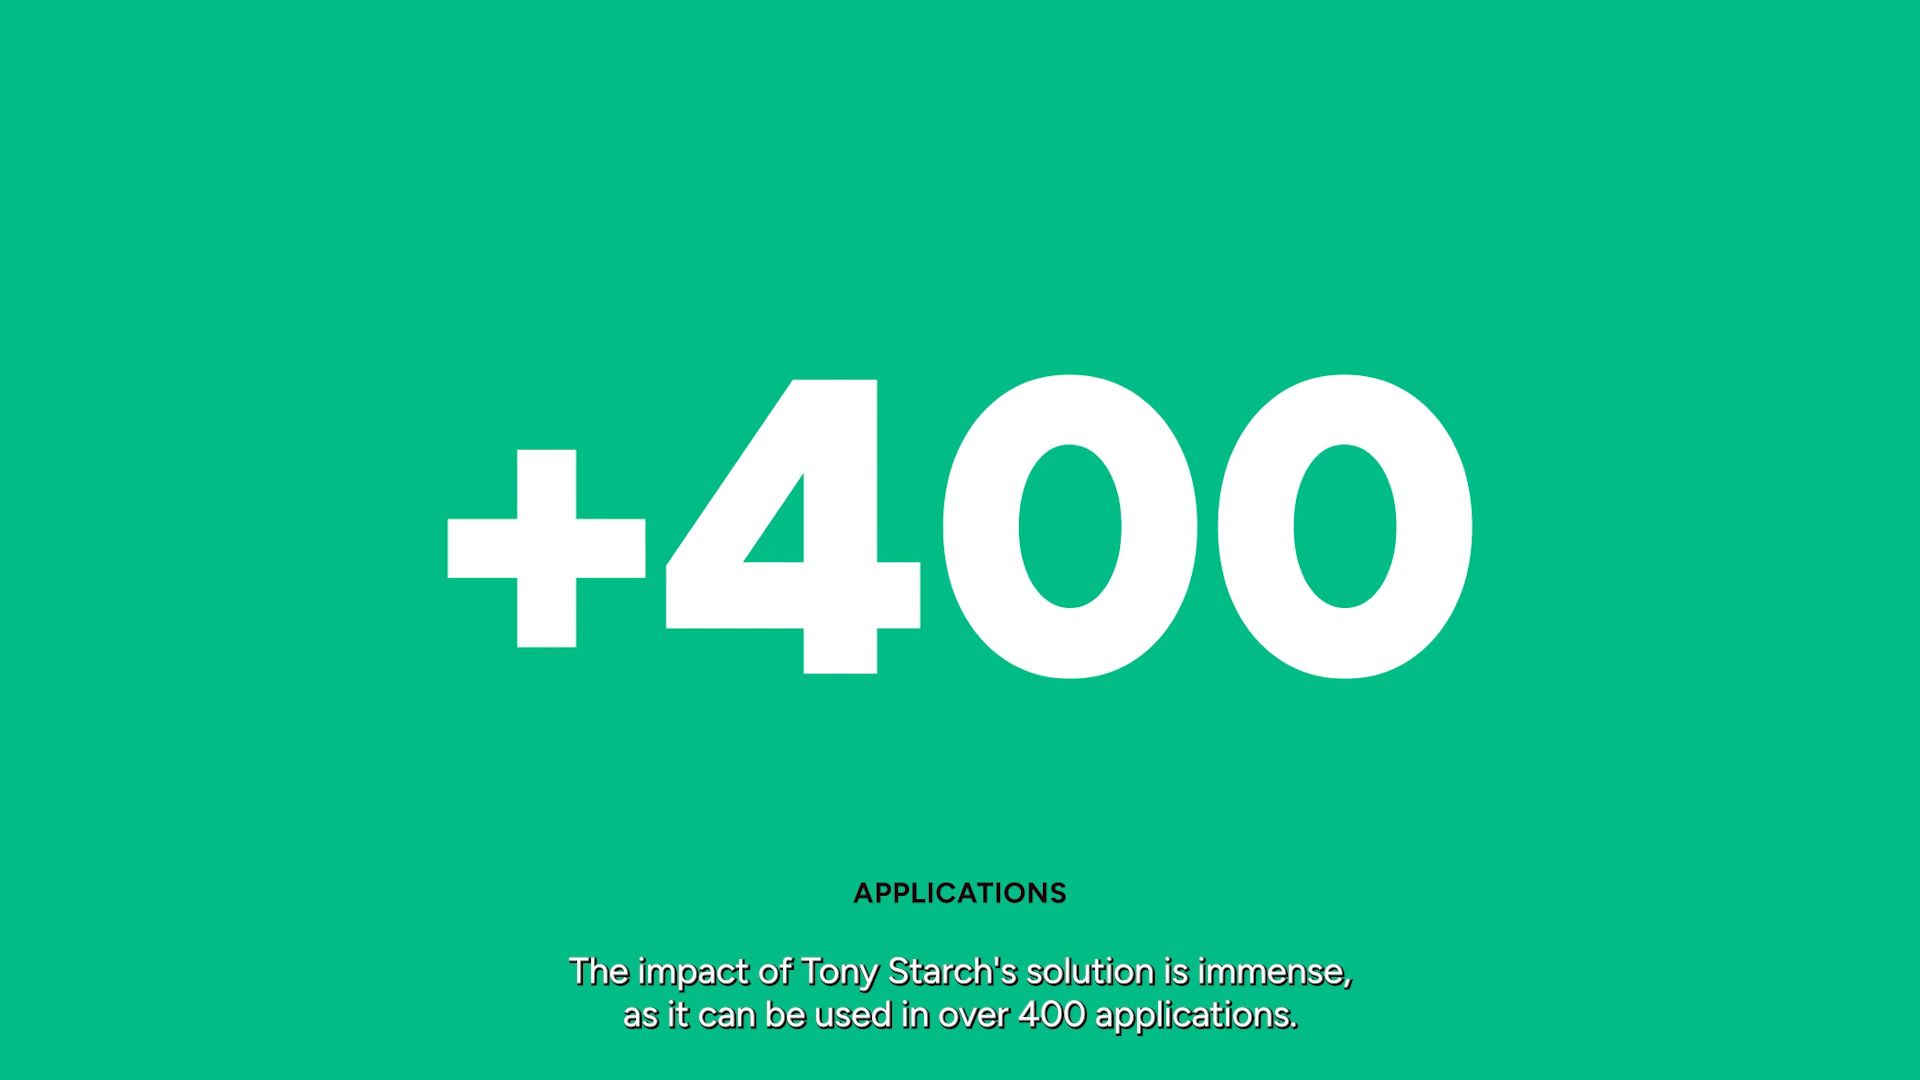 +400
APPLICATIONS
The impact of Tony Starch's solution is immense,
as it can be used in over 400 applications.